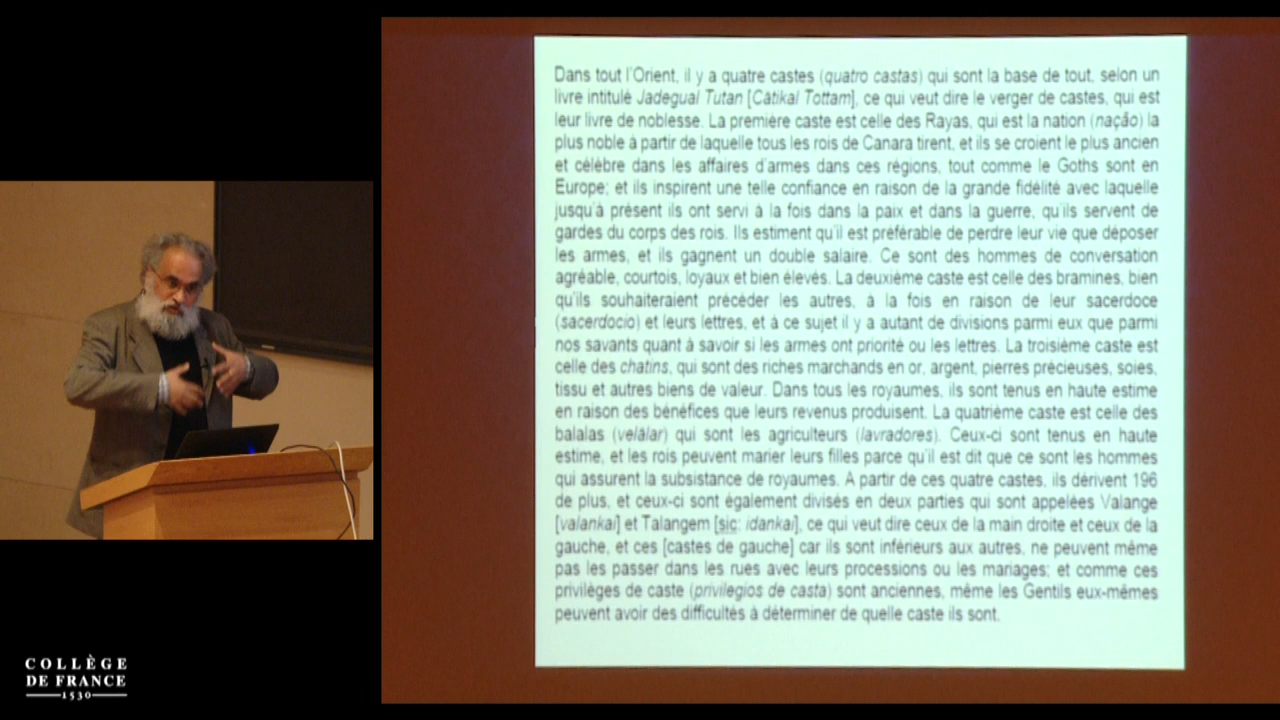 Dans tout l'Orient, il y a quatre castes (quatro castas) qui sont la base de tout, selon un
livre intitulé Jadegual Tutan [Cātikal Tottam], ce qui veut dire le verger de castes, qui est
leur livre de noblesse. La première caste est celle des Rayas, qui est la nation (nação) la
plus noble à partir de laquelle tous les rois de Canara tirent, et ils se croient le plus ancien
et célèbre dans les affaires d'armes dans ces régions, tout comme le Goths sont en
Europe; et ils inspirent une telle confiance en raison de la grande fidélité avec laquelle
jusqu'à présent ils ont servi à la fois dans la paix et dans la guerre, qu'ils servent de
gardes du corps des rois. Ils estiment qu'il est préférable de perdre leur vie que déposer
les armes, et ils gagnent un double salaire. Ce sont des hommes de conversation
agréable, courtois, loyaux et bien élevés. La deuxième caste est celle des bramines, bien
qu'ils souhaiteraient précéder les autres, à la fois en raison de leur sacerdoce
(sacerdocio) et leurs lettres, et à ce sujet il y a autant de divisions parmi eux que parmi
nos savants quant à savoir si les armes ont priorité ou les lettres. La troisième caste est
celle des chatins, qui sont des riches marchands en or, argent, pierres précieuses, soies,
tissu et autres biens de valeur. Dans tous les royaumes, ils sont tenus en haute estime
en raison des bénéfices que leurs revenus produisent. La quatrième caste est celle des
balalas (velālar) qui sont les agriculteurs (lavradores). Ceux-ci sont tenus en haute
estime, et les rois peuvent marier leurs filles parce qu'il est dit que ce sont les hommes
qui assurent la subsistance de royaumes. A partir de ces quatre castes, ils dérivent 196
de plus, et ceux-ci sont également divisés en deux parties qui sont appelées Valange
[valankai] et Talangem [sic: idankai], ce qui veut dire ceux de la main droite et ceux de la
gauche, et ces [castes de gauche] car ils sont inférieurs aux autres, ne peuvent même
pas les passer dans les rues avec leurs processions ou les mariages; et comme ces
privilèges de caste (privilegios de casta) sont anciennes, même les Gentils eux-mêmes
peuvent avoir des difficultés à déterminer de quelle caste ils sont.
COLLÈGE
DE FRANCE
1530